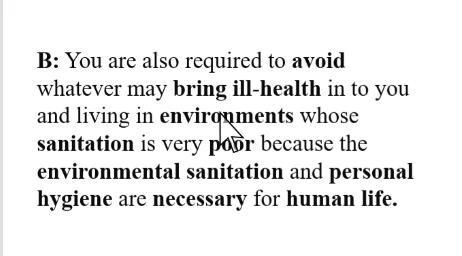 B: You are also required to avoid
whatever may bring ill-health in to you
and living in environments whose
sanitation is very poor because the
environmental sanitation and personal
hygiene are necessary for human life.